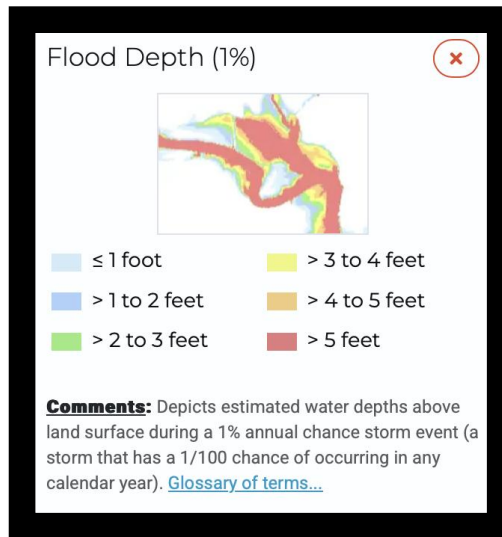 Flood Depth (1%)
≤ 1 foot
> 3 to 4 feet
> 1 to 2 feet
> 4 to 5 feet
> 2 to 3 feet
> 5 feet
Comments: Depicts estimated water depths above
land surface during a 1% annual chance storm event (a
storm that has a 1/100 chance of occurring in any
calendar year). Glossary of terms...